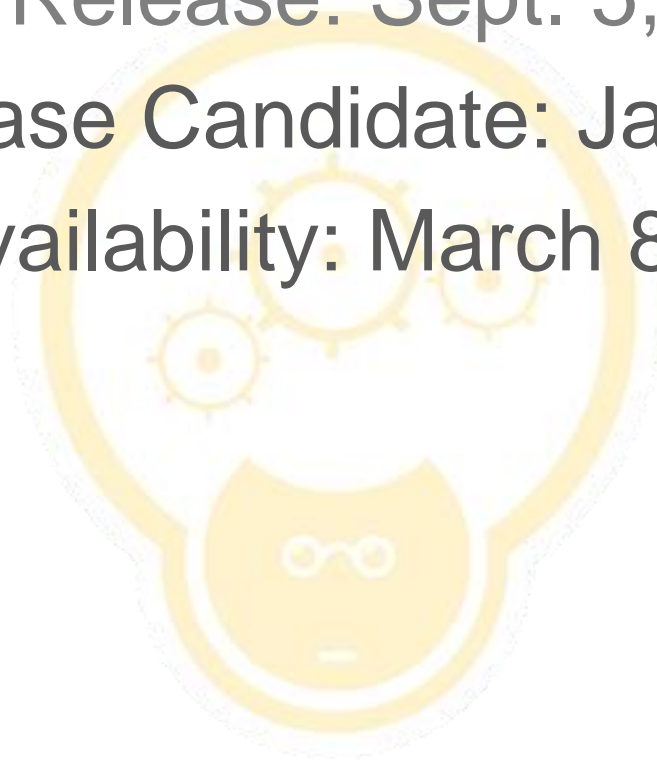 Release: Sept. 5,
ase Candidate: Ja
vailability: March 8